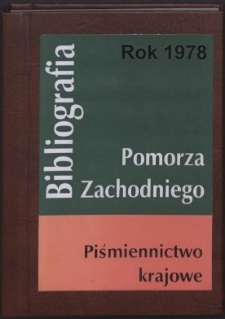 Rok 1978
Bibliografia
Pomorza
Zachodniego
Piśmiennictwo
krajowe